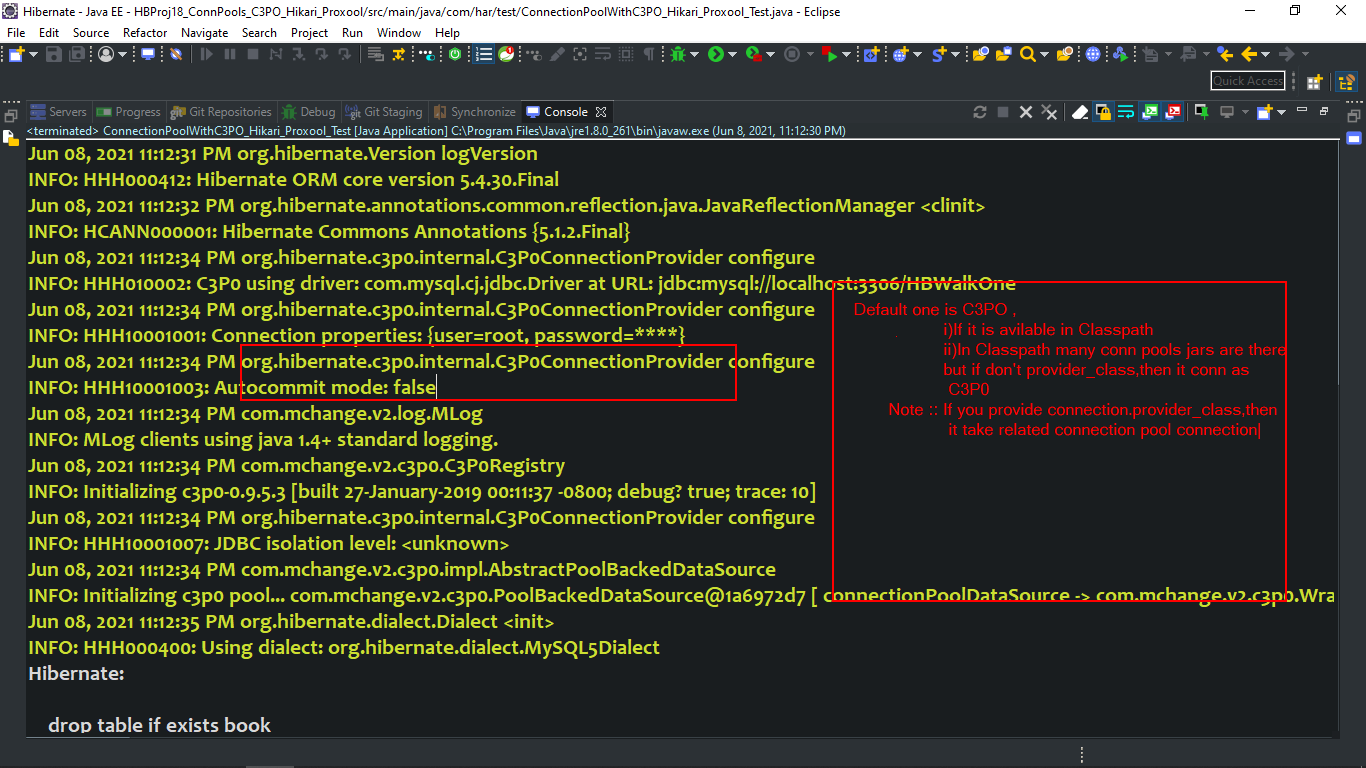 Hibernate - Java EE - HBProj18_ConnPools_C3PO_Hikari_Proxool/src/main/java/com/har/test/ConnectionPoolWithC3PO_Hikari_Proxool_Test.java - Eclipse
File Edit Source Refactor Navigate Search Project Run Window Help
Quick Access
Servers Progress Git Repositories Debug Git Staging Synchronize Console
<terminated> ConnectionPoolWithC3PO_Hikari_Proxool_Test [Java Application] C:\Program Files\Java\jre1.8.0_261\bin\javaw.exe (Jun 8, 2021, 11:12:30 PM)
Jun 08, 2021 11:12:31 PM org.hibernate.Version logVersion
INFO: HHH000412: Hibernate ORM core version 5.4.30.Final
Jun 08, 2021 11:12:32 PM org.hibernate.annotations.common.reflection.java.JavaReflectionManager <clinit>
INFO: HCANN000001: Hibernate Commons Annotations {5.1.2.Final}
Jun 08, 2021 11:12:34 PM org.hibernate.c3p0.internal.C3P0ConnectionProvider configure
INFO: HHH010002: C3P0 using driver: com.mysql.cj.jdbc.Driver at URL: jdbc:mysql://localhost:3306/HBWalkOne
Jun 08, 2021 11:12:34 PM org.hibernate.c3p0.internal.C3P0ConnectionProvider configure
INFO: HHH10001001: Connection properties: {user=root, password=****}
Jun 08, 2021 11:12:34 PM org.hibernate.c3p0.internal.C3P0ConnectionProvider configure
INFO: HHH10001003: Autocommit mode: false
Jun 08, 2021 11:12:34 PM com.mchange.v2.log.MLog
INFO: MLog clients using java 1.4+ standard logging.
Jun 08, 2021 11:12:34 PM com.mchange.v2.c3p0.C3P0Registry
INFO: Initializing c3p0-0.9.5.3 [built 27-January-2019 00:11:37 -0800; debug? true; trace: 10]
Jun 08, 2021 11:12:34 PM org.hibernate.c3p0.internal.C3P0ConnectionProvider configure
INFO: HHH10001007: JDBC isolation level: <unknown>
Jun 08, 2021 11:12:34 PM com.mchange.v2.c3p0.impl.AbstractPoolBackedDataSource
INFO: Initializing c3p0 pool... com.mchange.v2.c3p0.PoolBackedDataSource@1a6972d7 [ connectionPoolDataSource -> com.mchange.v2.c3p0.Wra
Jun 08, 2021 11:12:35 PM org.hibernate.dialect.Dialect <init>
INFO: HHH000400: Using dialect: org.hibernate.dialect.MySQL5Dialect
Hibernate:
drop table if exists book
Default one is C3PO ,
i)If it is avilable in Classpath
ii)In Classpath many conn pools jars are there
but if don't provider_class,then it conn as
C3P0
Note :: If you provide connection.provider_class,then
it take related connection pool connection